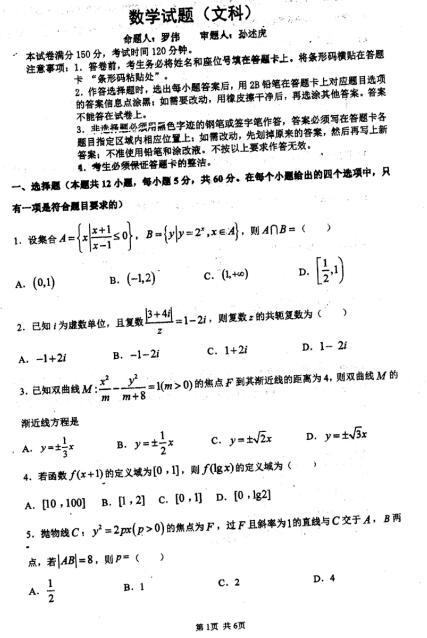 数学试题（文科）
命题人：罗伟 审题人：孙述虎
本试卷满分150分，考试时间120分钟。
注意事项：1．答卷前，考生务必将姓名和座位号填在答题卡上。将条形码横贴在答题
卡“条形码粘贴处”。
2．作答选择题时，选出每小题答案后，用2B铅笔在答题卡上对应题目选项
的答案信息点涂黑；如需要改动，用橡皮擦干净后，再选涂其他答案。答案
不能答在试卷上。
3．非选择题必须用黑色字迹的钢笔或签字笔作答，答案必须写在答题卡各
题目指定区域内相应位置上；如需改动，先划掉原来的答案，然后再写上新
答案；不准使用铅笔和涂改液。不按以上要求作答无效。
4．考生必须保证答题卡的整洁。
一、选择题（本题共12小题，每小题5分，共60分。在每个小题给出的四个选项中，只
有一项是符合题目要求的）
1．设集合A={x|(x+1)/(x-1)≤0}，B={y|y=2^x,x∈A}，则A∩B=（ ）
A．(0,1) B．(-1,2) C．(1,+∞) D．[1/2,1)
2．已知i为虚数单位，且复数|3+4i|/z=1-2i，则复数z的共轭复数为（ ）
A．-1+2i B．-1-2i C．1+2i D．1-2i
3．已知双曲线M:x²/m-y²/(m+8)=1(m>0)的焦点F到其渐近线的距离为4，则双曲线M的
渐近线方程是
A．y=±1/3x B．y=±1/2x C．y=±√2x D．y=±√3x
4．若函数f(x+1)的定义域为[0,1]，则f(lgx)的定义域为（ ）
A．[10,100] B．[1,2] C．[0,1] D．[0,lg2]
5．抛物线C：y²=2px(p>0)的焦点为F，过F且斜率为1的直线与C交于A，B两
点，若|AB|=8，则P=（ ）
A．1/2 B．1 C．2 D．4
第1页 共6页